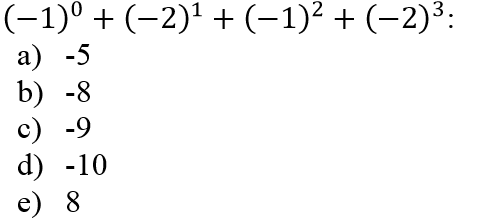 (−1)⁰ + (−2)¹ + (−1)² + (−2)³:
a) -5
b) -8
c) -9
d) -10
e) 8